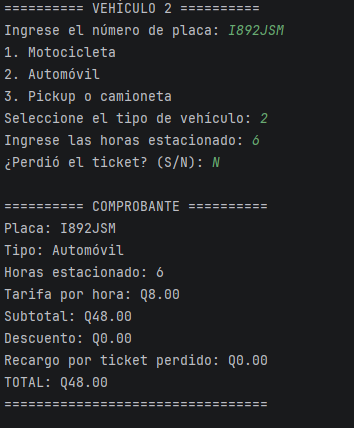 ========== VEHÍCULO 2 ==========
Ingrese el número de placa: I892JSM
1. Motocicleta
2. Automóvil
3. Pickup o camioneta
Seleccione el tipo de vehículo: 2
Ingrese las horas estacionado: 6
¿Perdió el ticket? (S/N): N
========== COMPROBANTE ==========
Placa: I892JSM
Tipo: Automóvil
Horas estacionado: 6
Tarifa por hora: Q8.00
Subtotal: Q48.00
Descuento: Q0.00
Recargo por ticket perdido: Q0.00
TOTAL: Q48.00
=================================